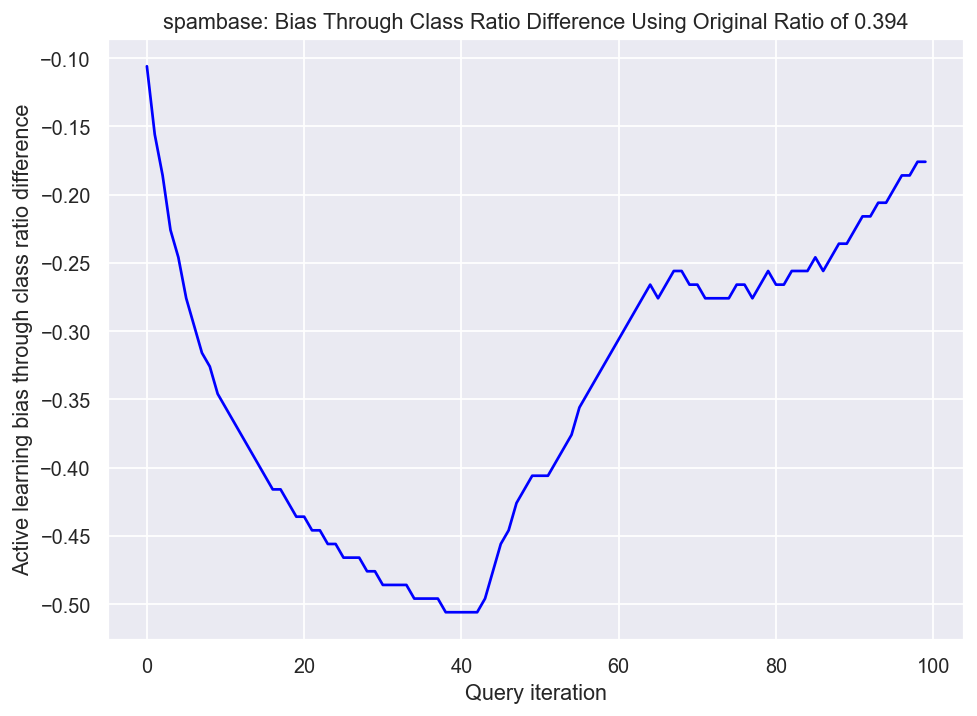 spambase: Bias Through Class Ratio Difference Using Original Ratio of 0.394
Active learning bias through class ratio difference
−0.10
−0.15
−0.20
−0.25
−0.30
−0.35
−0.40
−0.45
−0.50
0 20 40 60 80 100
Query iteration